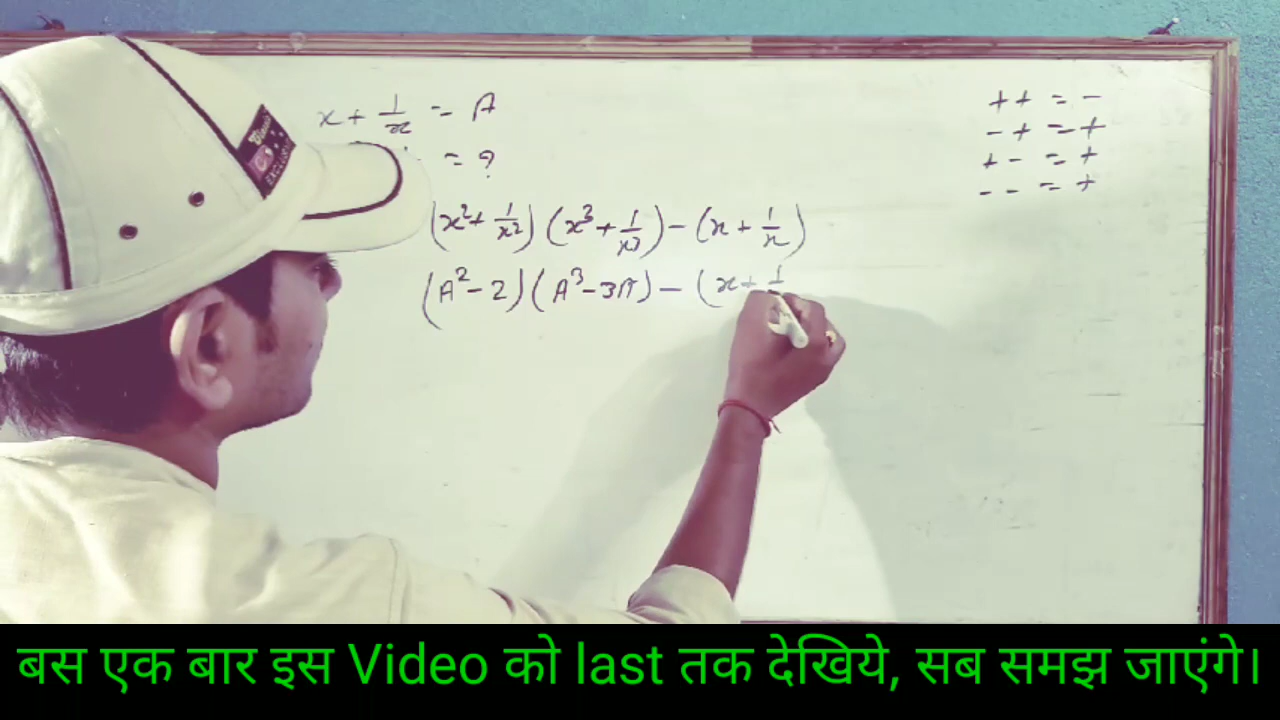 x + 1/x = A
= ?
(x² + 1/x²) (x³ + 1/x³) - (x + 1/x)
(A² - 2) (A³ - 3A) - (x + 1
+ + = -
- + = +
+ - = +
- - = +
EXCLUSIVE
बस एक बार इस Video को last तक देखिये, सब समझ जाएंगे।